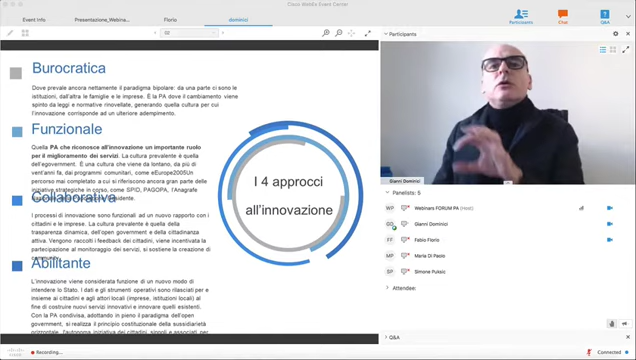 Cisco WebEx Event Center
Event Info
Presentazione_Webina...
Florio
dominici
Participants
Chat
Q&A
Participants
Burocratica
Dove prevale ancora nettamente il paradigma bipolare: da una parte ci sono le
istituzioni, dall'altra le famiglie e le imprese. È la PA dove il cambiamento viene
spinto da leggi e normative rinovellate, generando quella cultura per cui
l'innovazione corrisponde ad un ulteriore adempimento.
Funzionale
Quella PA che riconosce all'innovazione un importante ruolo
per il miglioramento dei servizi. La cultura prevalente è quella
dell'egovernment. È una cultura che viene da lontano, da più di
vent'anni fa, dai programmi comunitari, come eEurope2005Un
percorso mai completato a cui si riferiscono ancora gran parte delle
iniziative strategiche in corso, come SPID, PAGOPA, l'Anagrafe
Collaborativa
I processi di innovazione sono funzionali ad un nuovo rapporto con i
cittadini e le imprese. La cultura prevalente è quella della
trasparenza dinamica, dell'open government e della cittadinanza
attiva. Vengono raccolti i feedback dei cittadini, viene incentivata la
partecipazione al monitoraggio dei servizi, si sostiene la creazione di
Abilitante
L'innovazione viene considerata funzione di un nuovo modo di
intendere lo Stato. I dati e gli strumenti operativi sono rilasciati per e
insieme ai cittadini e agli attori locali (imprese, istituzioni locali) al
fine di costruire nuovi servizi innovativi e innovare quelli esistenti.
Con la PA condivisa, adottando in pieno il paradigma dell'open
government, si realizza il principio costituzionale della sussidiarietà
I 4 approcci
all'innovazione
Gianni Dominici
Panelists: 5
WP Webinars FORUM PA (Host)
GD Gianni Dominici
FF Fabio Florio
MP Maria Di Paolo
SP Simone Puksic
Attendee:
Q&A
Recording...
Connected